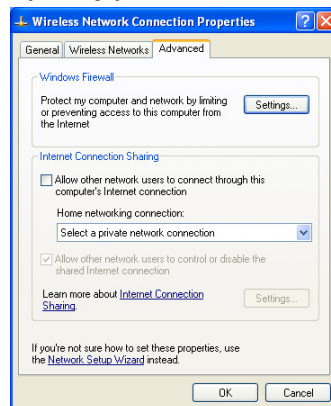 Wireless Network Connection Properties
General Wireless Networks Advanced
Windows Firewall
Protect my computer and network by limiting
or preventing access to this computer from
the Internet
Settings...
Internet Connection Sharing
Allow other network users to connect through this
computer's Internet connection
Home networking connection:
Select a private network connection
Allow other network users to control or disable the
shared Internet connection
Learn more about Internet Connection
Sharing.
Settings...
If you're not sure how to set these properties, use
the Network Setup Wizard instead.
OK Cancel